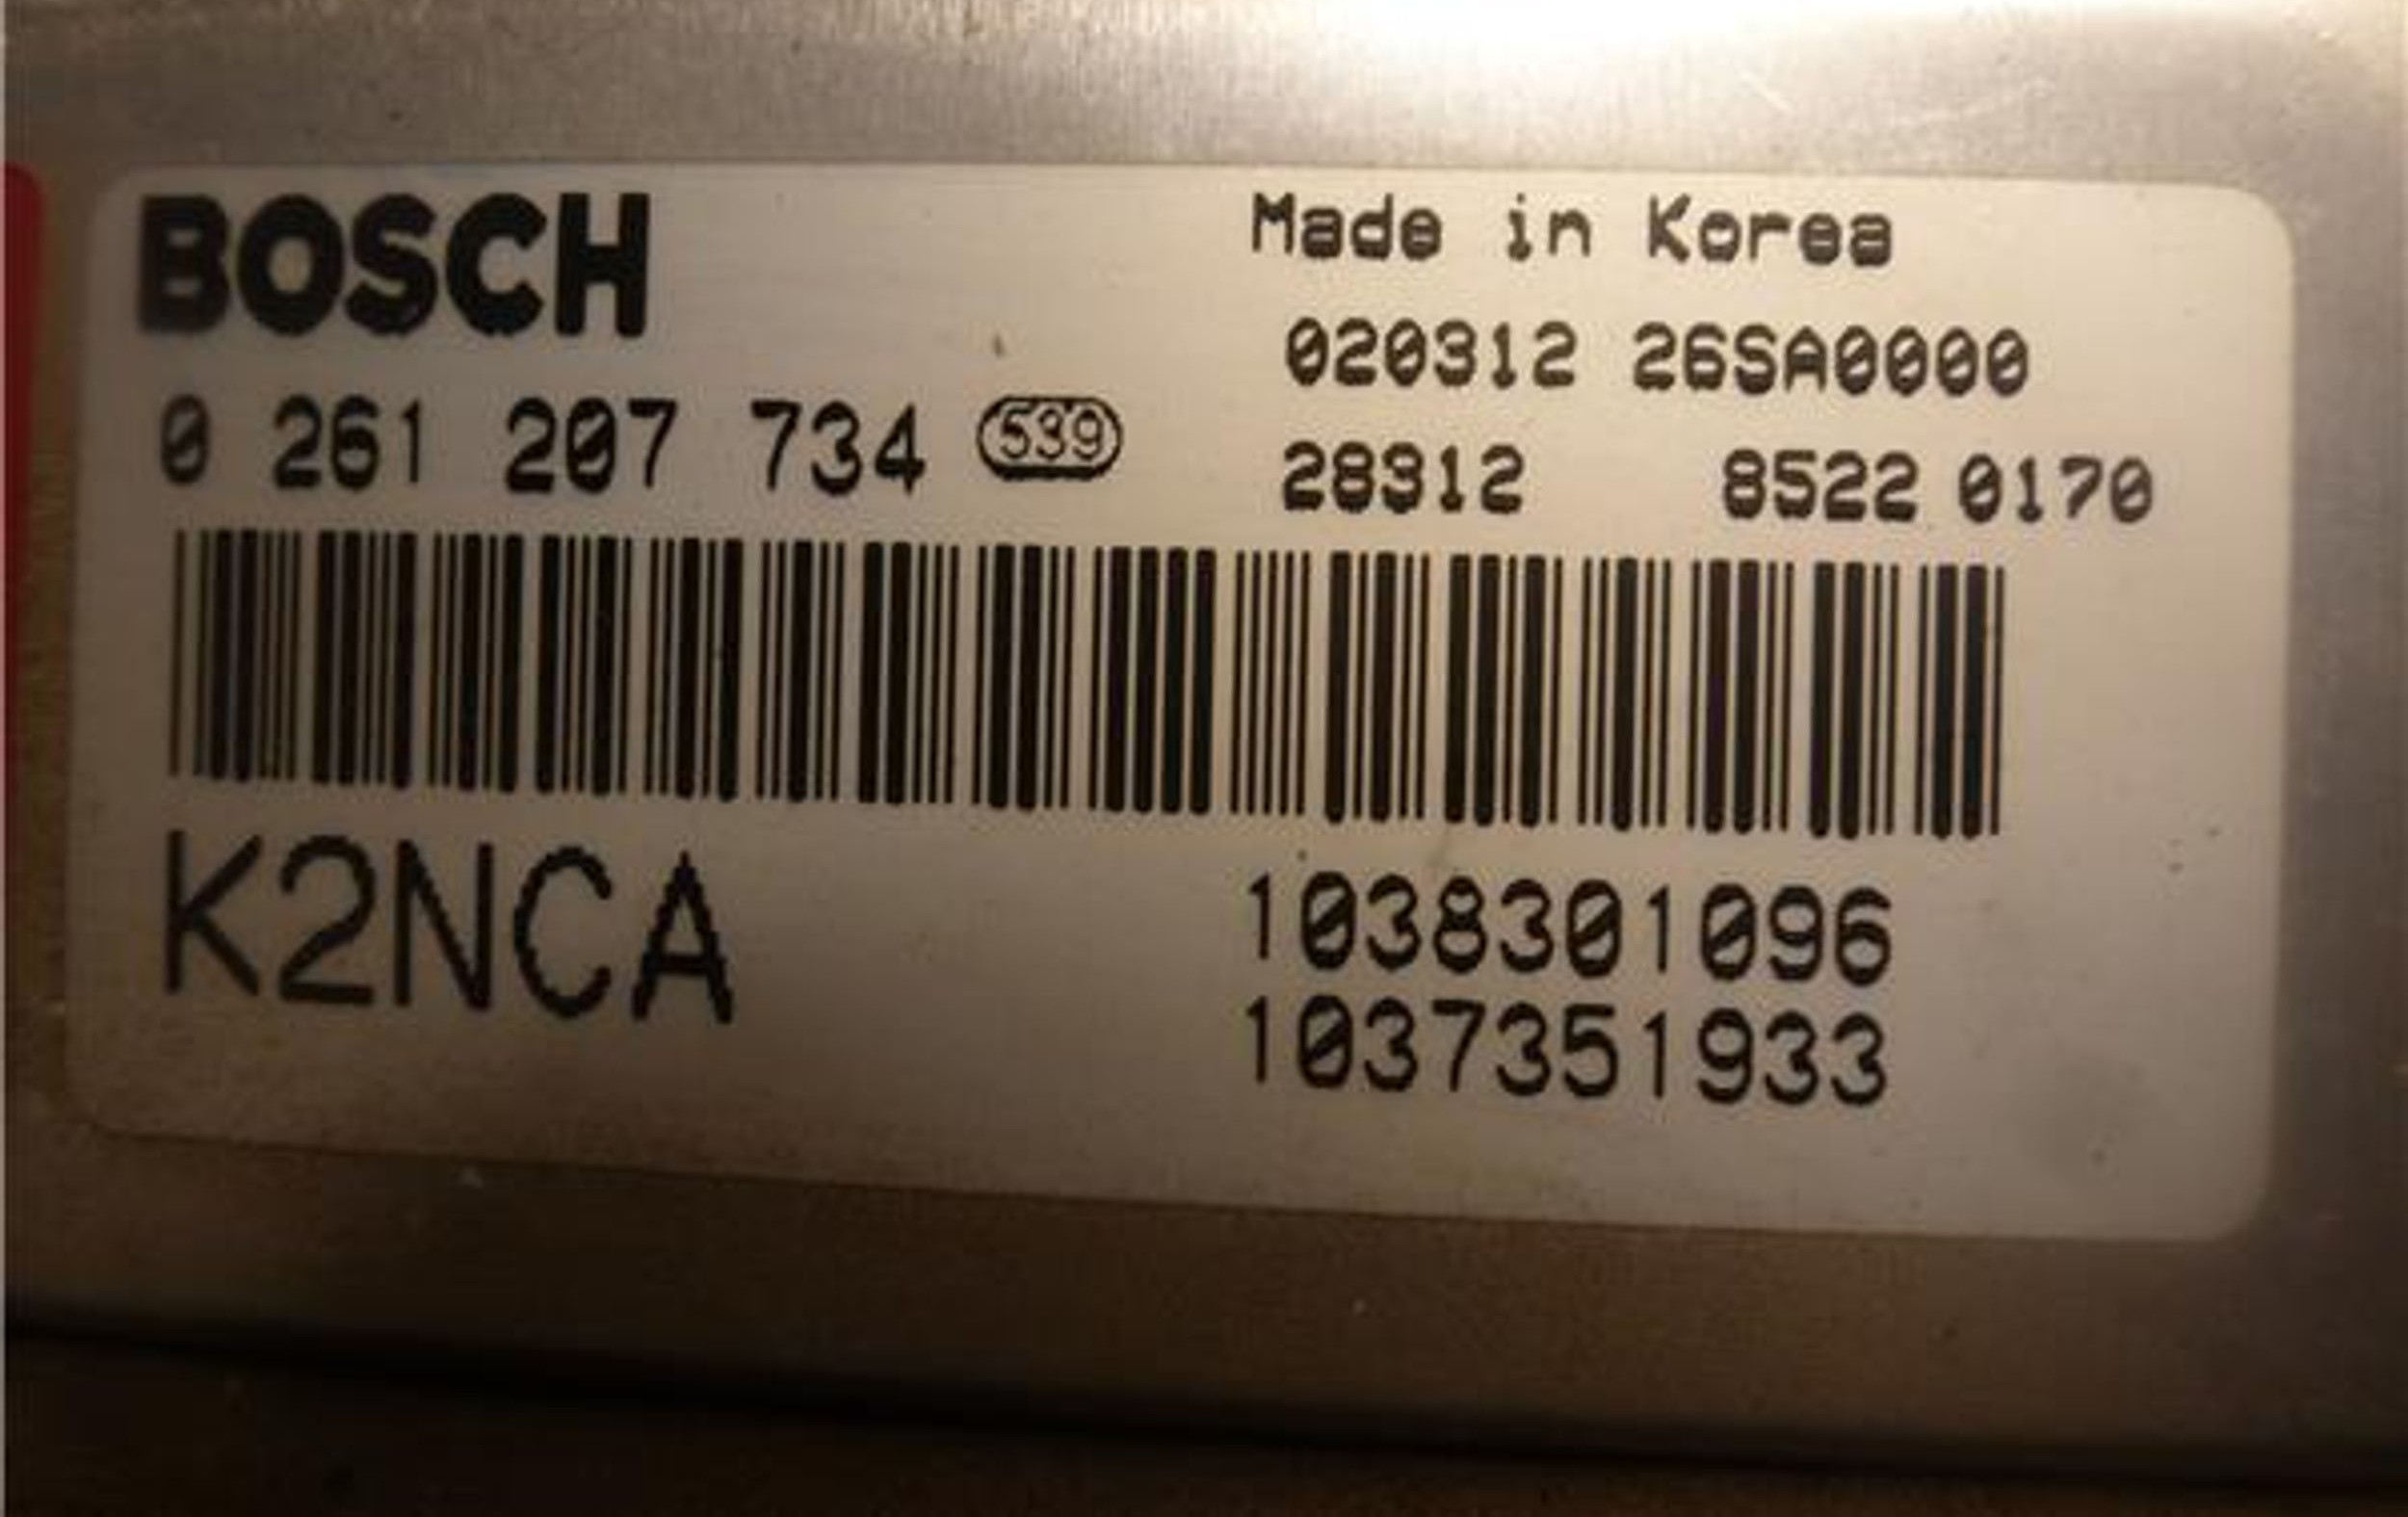 BOSCH
Made in Korea
020312 26SA0000
0 261 207 734 539
28312 8522 0170
K2NCA
1038301096
1037351933